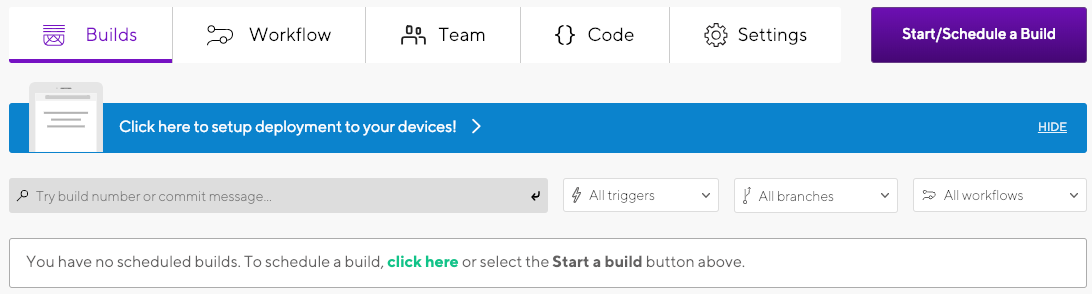 Builds
Workflow
Team
{} Code
Settings
Start/Schedule a Build
Click here to setup deployment to your devices!
HIDE
Try build number or commit message...
All triggers
All branches
All workflows
You have no scheduled builds. To schedule a build, click here or select the Start a build button above.